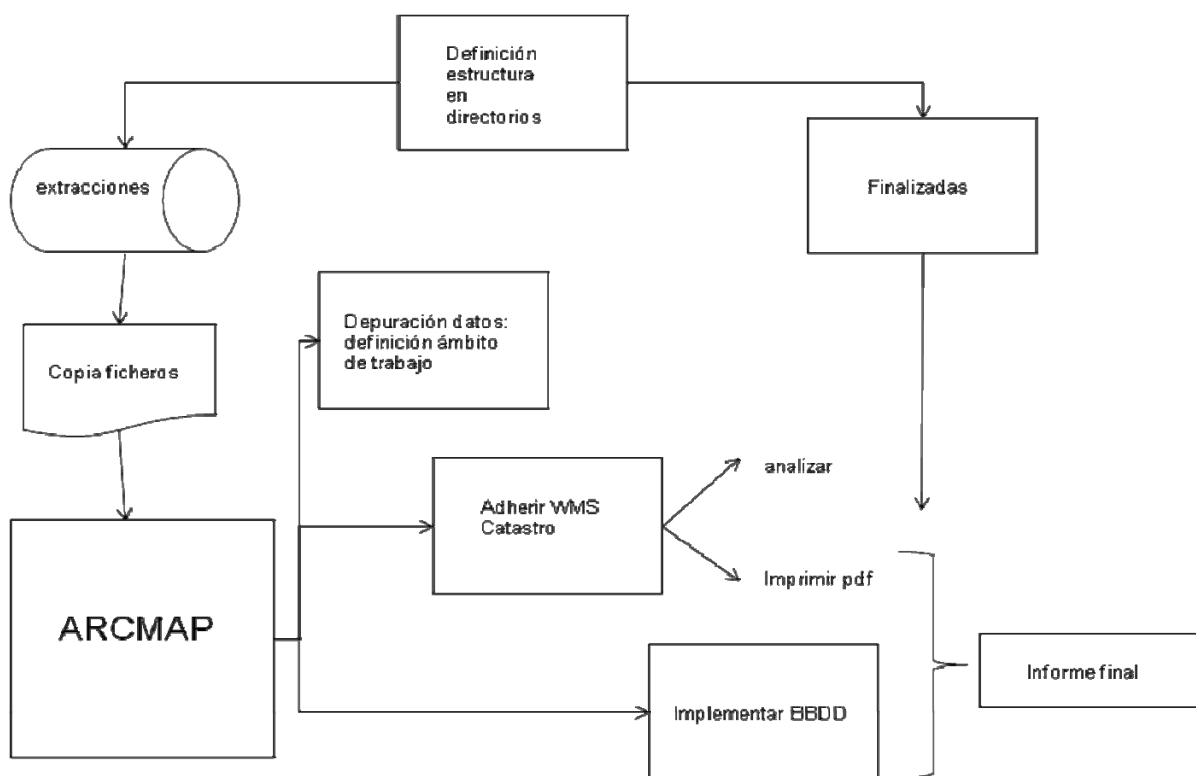 Definición
estructura
en
directorios
extracciones
Finalizadas
Depuración datos:
definición ámbito
de trabajo
Copia ficheros
analizar
Adherir WMS
Catastro
Imprimir pdf
ARCMAP
Informe final
Implementar BBDD